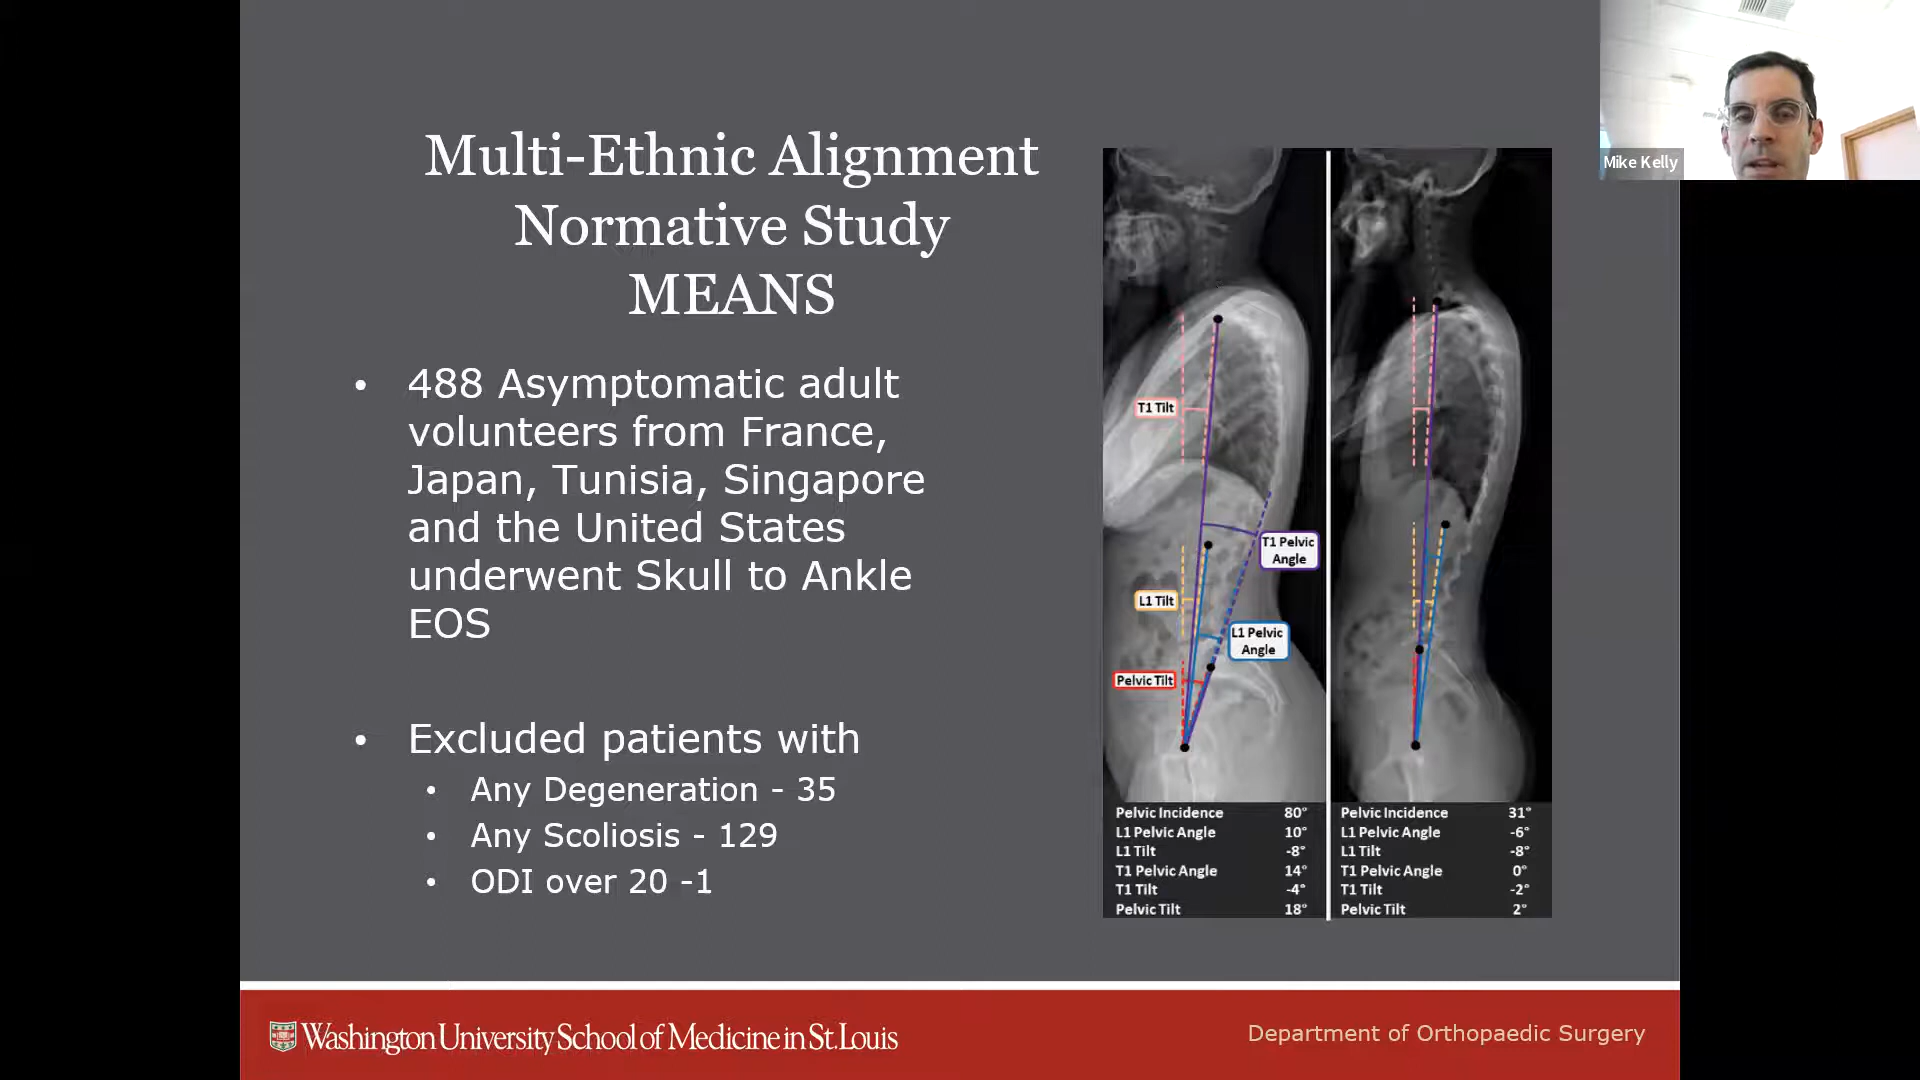 Multi-Ethnic Alignment
Normative Study
MEANS
• 488 Asymptomatic adult
volunteers from France,
Japan, Tunisia, Singapore
and the United States
underwent Skull to Ankle
EOS
• Excluded patients with
• Any Degeneration - 35
• Any Scoliosis - 129
• ODI over 20 -1
T1 Tilt
T1 Pelvic
Angle
L1 Tilt
L1 Pelvic
Angle
Pelvic Tilt
Pelvic Incidence 80°
L1 Pelvic Angle 10°
L1 Tilt -8°
T1 Pelvic Angle 14°
T1 Tilt -4°
Pelvic Tilt 18°
Pelvic Incidence 31°
L1 Pelvic Angle -6°
L1 Tilt -8°
T1 Pelvic Angle 0°
T1 Tilt -2°
Pelvic Tilt 2°
Mike Kelly
Washington University School of Medicine in St. Louis
Department of Orthopaedic Surgery